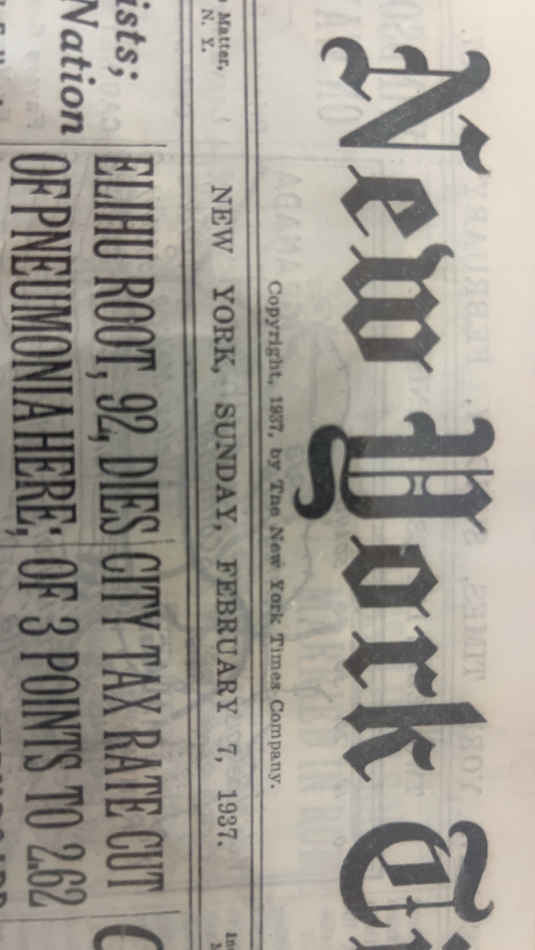 New York Ti
Copyright, 1937, by The New York Times Company.
Matter,
N. Y.
NEW YORK, SUNDAY, FEBRUARY 7, 1937.
ists;
Nation
ELIHU ROOT, 92, DIES
OF PNEUMONIA HERE;
CITY TAX RATE CUT
OF 3 POINTS TO 2.62